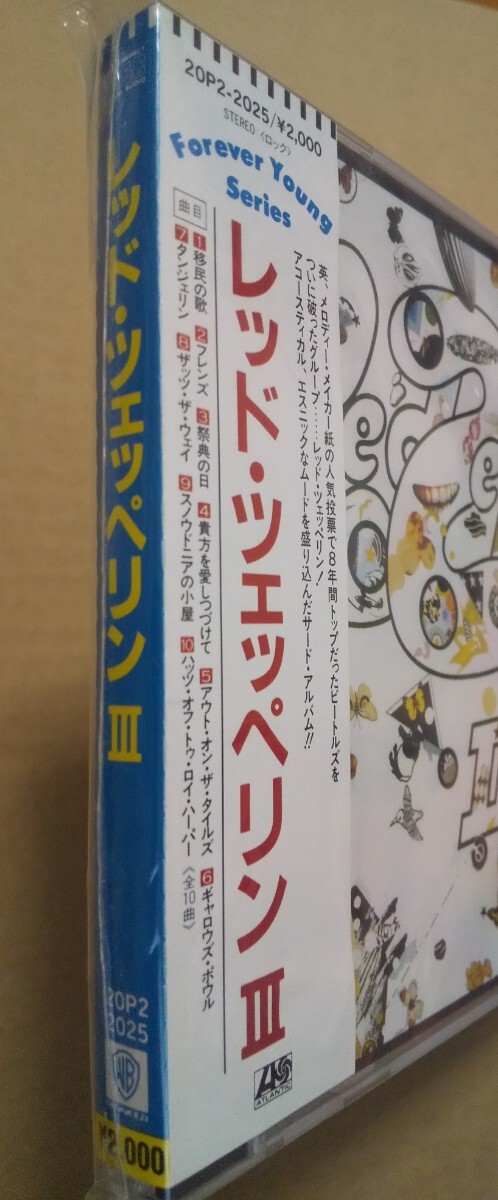 レッド・ツェッペリン III
20P2
2025
WB
¥2,000
20P2-2025/¥2,000
STEREO〈ロック〉
Forever Young
Series
英、メロディー・メイカー紙の人気投票で8年間トップだったビートルズを
ついに破ったグループ……レッド・ツェッペリン!
アコースティカル、エスニックなムードを盛り込んだサード・アルバム!!
レッド・ツェッペリン III
曲目
1 移民の歌 2 フレンズ 3 祭典の日 4 貴方を愛しつづけて 5 アウト・オン・ザ・タイルズ 6 ギャロウズ・ポウル
7 タンジェリン 8 ザッツ・ザ・ウェイ 9 スノウドニアの小屋 10 ハッツ・オフ・トゥ・ロイ・ハーパー 《全10曲》
ATLANTIC